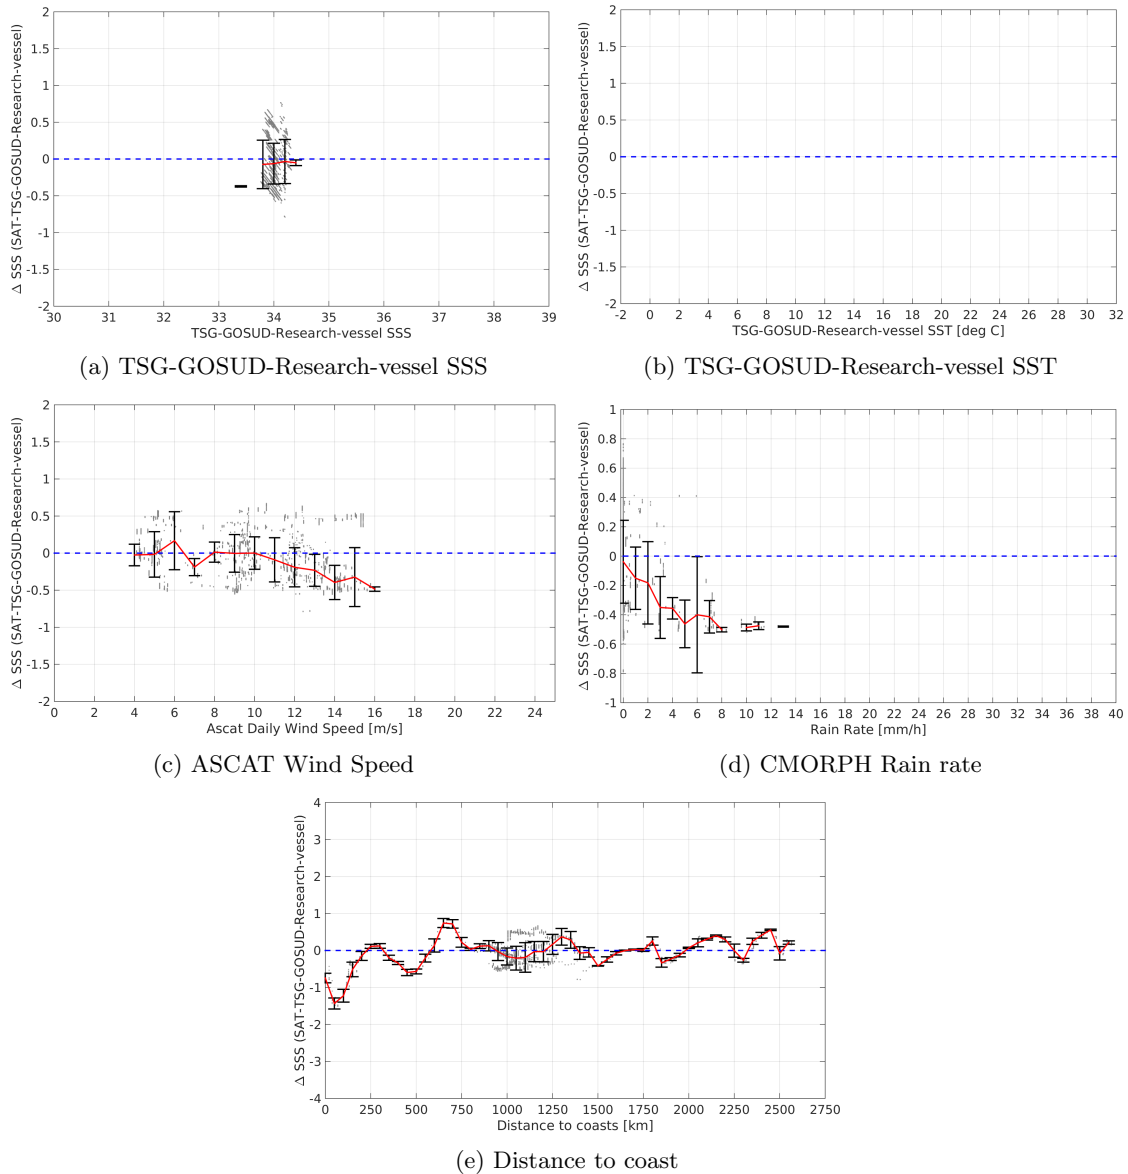 Δ SSS (SAT-TSG-GOSUD-Research-vessel)
2
1.5
1
0.5
0
-0.5
-1
-1.5
-2
30 31 32 33 34 35 36 37 38 39
TSG-GOSUD-Research-vessel SSS
(a) TSG-GOSUD-Research-vessel SSS
Δ SSS (SAT-TSG-GOSUD-Research-vessel)
2
1.5
1
0.5
0
-0.5
-1
-1.5
-2
-2 0 2 4 6 8 10 12 14 16 18 20 22 24 26 28 30 32
TSG-GOSUD-Research-vessel SST [deg C]
(b) TSG-GOSUD-Research-vessel SST
Δ SSS (SAT-TSG-GOSUD-Research-vessel)
2
1.5
1
0.5
0
-0.5
-1
-1.5
-2
0 2 4 6 8 10 12 14 16 18 20 22 24
Ascat Daily Wind Speed [m/s]
(c) ASCAT Wind Speed
Δ SSS (SAT-TSG-GOSUD-Research-vessel)
1
0.8
0.6
0.4
0.2
0
-0.2
-0.4
-0.6
-0.8
-1
0 2 4 6 8 10 12 14 16 18 20 22 24 26 28 30 32 34 36 38 40
Rain Rate [mm/h]
(d) CMORPH Rain rate
Δ SSS (SAT-TSG-GOSUD-Research-vessel)
4
3
2
1
0
-1
-2
-3
-4
0 250 500 750 1000 1250 1500 1750 2000 2250 2500 2750
Distance to coasts [km]
(e) Distance to coast